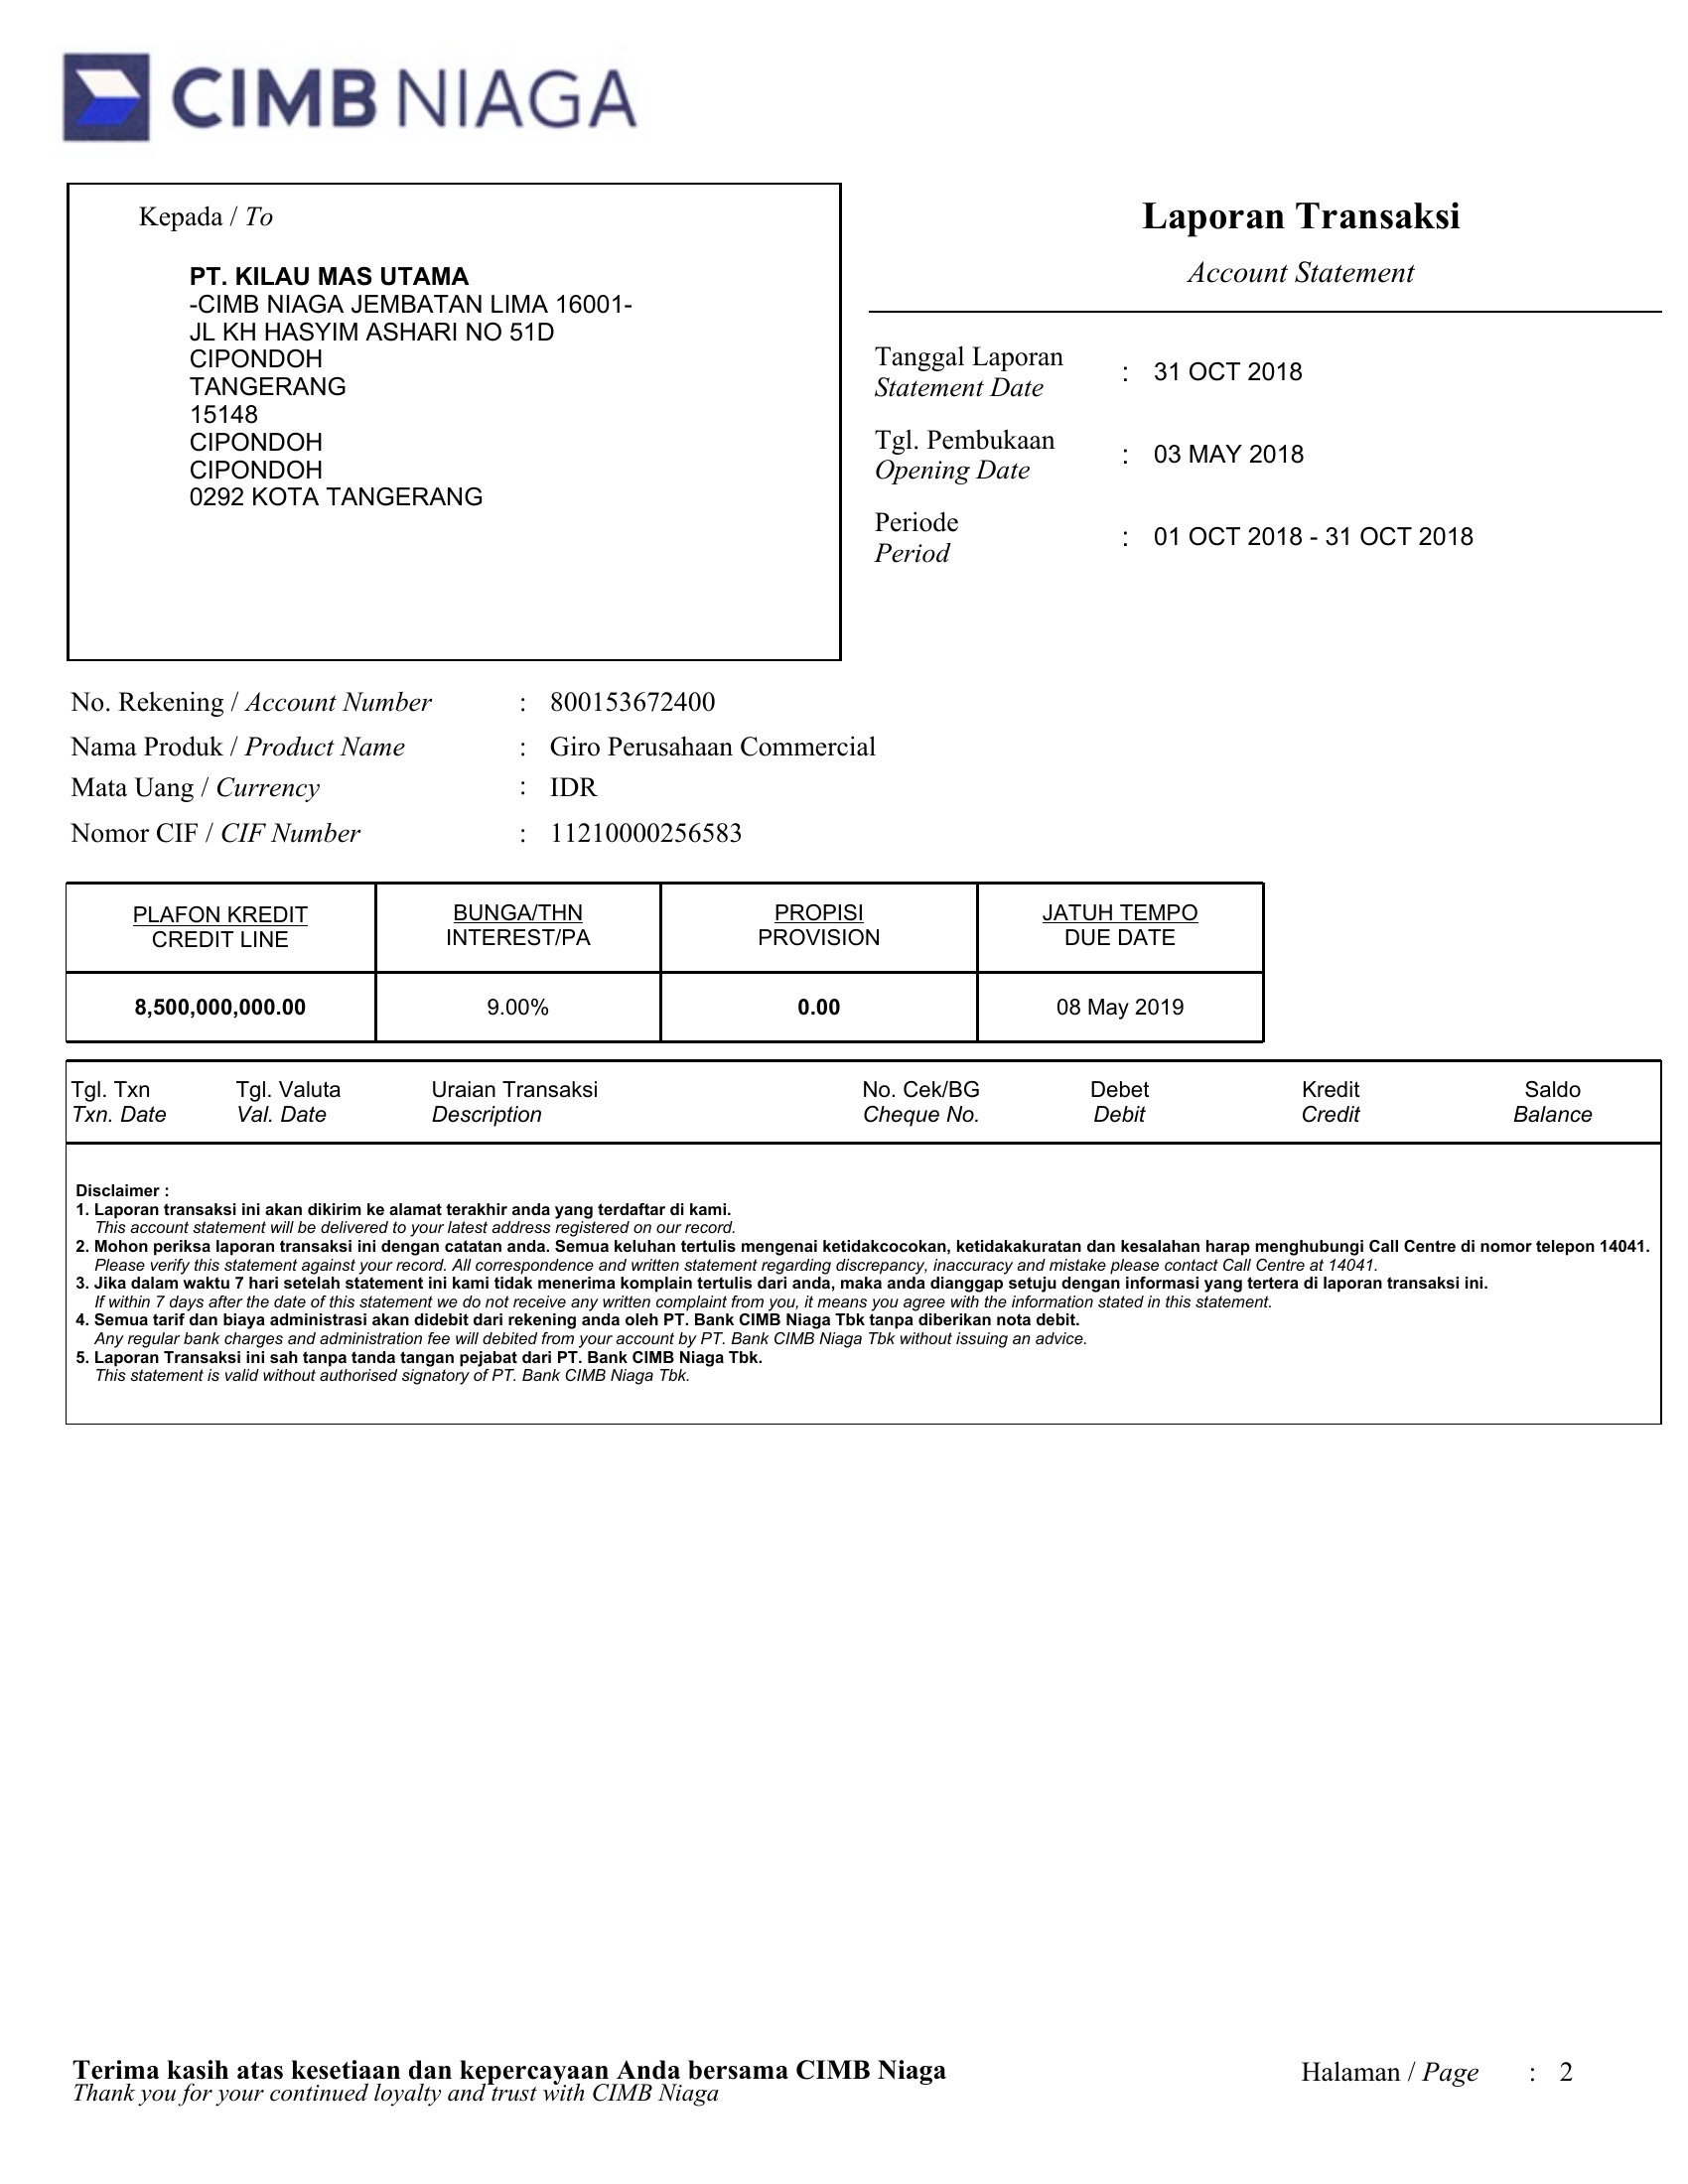 CIMB NIAGA
Kepada / To
PT. KILAU MAS UTAMA
-CIMB NIAGA JEMBATAN LIMA 16001-
JL KH HASYIM ASHARI NO 51D
CIPONDOH
TANGERANG
15148
CIPONDOH
CIPONDOH
0292 KOTA TANGERANG
Laporan Transaksi
Account Statement
Tanggal Laporan
Statement Date : 31 OCT 2018
Tgl. Pembukaan
Opening Date : 03 MAY 2018
Periode
Period : 01 OCT 2018 - 31 OCT 2018
No. Rekening / Account Number : 800153672400
Nama Produk / Product Name : Giro Perusahaan Commercial
Mata Uang / Currency : IDR
Nomor CIF / CIF Number : 11210000256583
PLAFON KREDIT BUNGA/THN PROPISI JATUH TEMPO
CREDIT LINE INTEREST/PA PROVISION DUE DATE
8,500,000,000.00 9.00% 0.00 08 May 2019
Tgl. Txn Tgl. Valuta Uraian Transaksi No. Cek/BG Debet Kredit Saldo
Txn. Date Val. Date Description Cheque No. Debit Credit Balance
Disclaimer :
1. Laporan transaksi ini akan dikirim ke alamat terakhir anda yang terdaftar di kami.
This account statement will be delivered to your latest address registered on our record.
2. Mohon periksa laporan transaksi ini dengan catatan anda. Semua keluhan tertulis mengenai ketidakcocokan, ketidakakuratan dan kesalahan harap menghubungi Call Centre di nomor telepon 14041.
Please verify this statement against your record. All correspondence and written statement regarding discrepancy, inaccuracy and mistake please contact Call Centre at 14041.
3. Jika dalam waktu 7 hari setelah statement ini kami tidak menerima komplain tertulis dari anda, maka anda dianggap setuju dengan informasi yang tertera di laporan transaksi ini.
If within 7 days after the date of this statement we do not receive any written complaint from you, it means you agree with the information stated in this statement.
4. Semua tarif dan biaya administrasi akan didebit dari rekening anda oleh PT. Bank CIMB Niaga Tbk tanpa diberikan nota debit.
Any regular bank charges and administration fee will debited from your account by PT. Bank CIMB Niaga Tbk without issuing an advice.
5. Laporan Transaksi ini sah tanpa tanda tangan pejabat dari PT. Bank CIMB Niaga Tbk.
This statement is valid without authorised signatory of PT. Bank CIMB Niaga Tbk.
Terima kasih atas kesetiaan dan kepercayaan Anda bersama CIMB Niaga
Thank you for your continued loyalty and trust with CIMB Niaga
Halaman / Page : 2